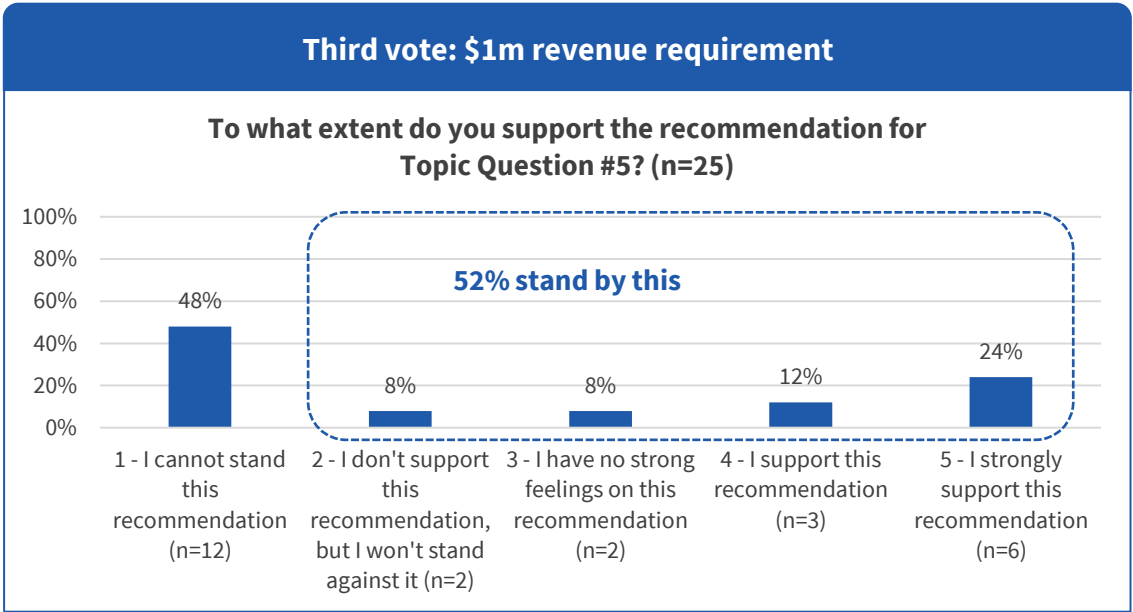 Third vote: $1m revenue requirement
To what extent do you support the recommendation for
Topic Question #5? (n=25)
100%
80%
60%
40%
20%
0%
52% stand by this
48%
8%
8%
12%
24%
1 - I cannot stand
this
recommendation
(n=12)
2 - I don't support
this
recommendation,
but I won't stand
against it (n=2)
3 - I have no strong
feelings on this
recommendation
(n=2)
4 - I support this
recommendation
(n=3)
5 - I strongly
support this
recommendation
(n=6)